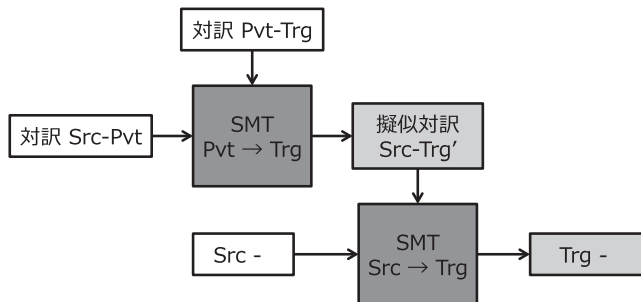 対訳 Pvt-Trg
対訳 Src-Pvt
SMT
Pvt → Trg
擬似対訳
Src-Trg′
Src -
SMT
Src → Trg
Trg -